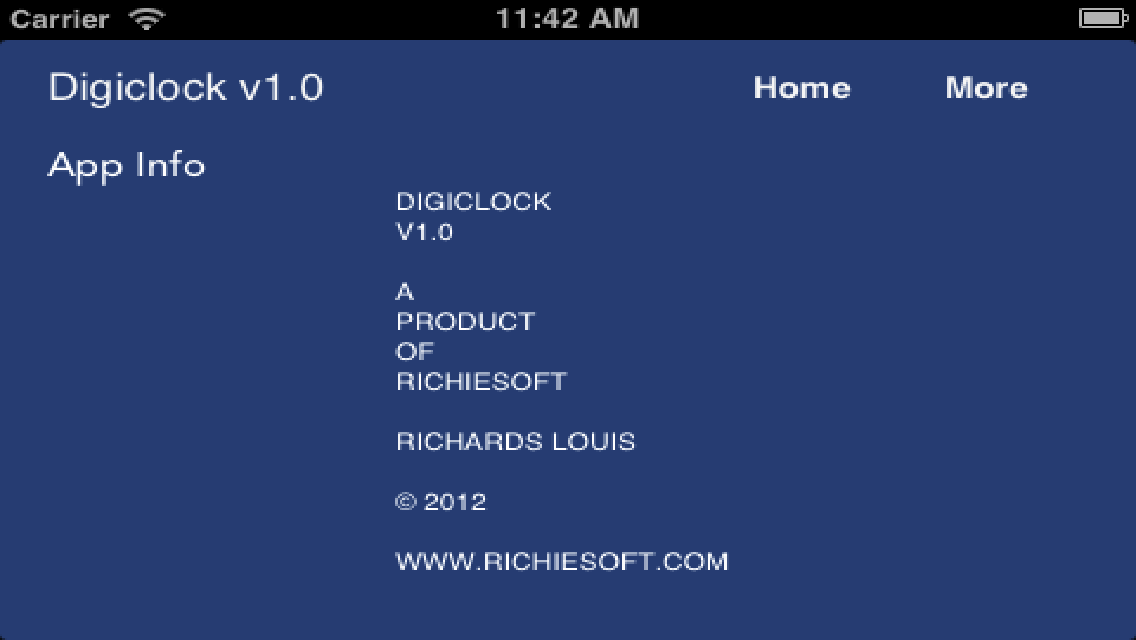 Carrier 11:42 AM
Digiclock v1.0 Home More
App Info
DIGICLOCK
V1.0
A
PRODUCT
OF
RICHIESOFT
RICHARDS LOUIS
© 2012
WWW.RICHIESOFT.COM